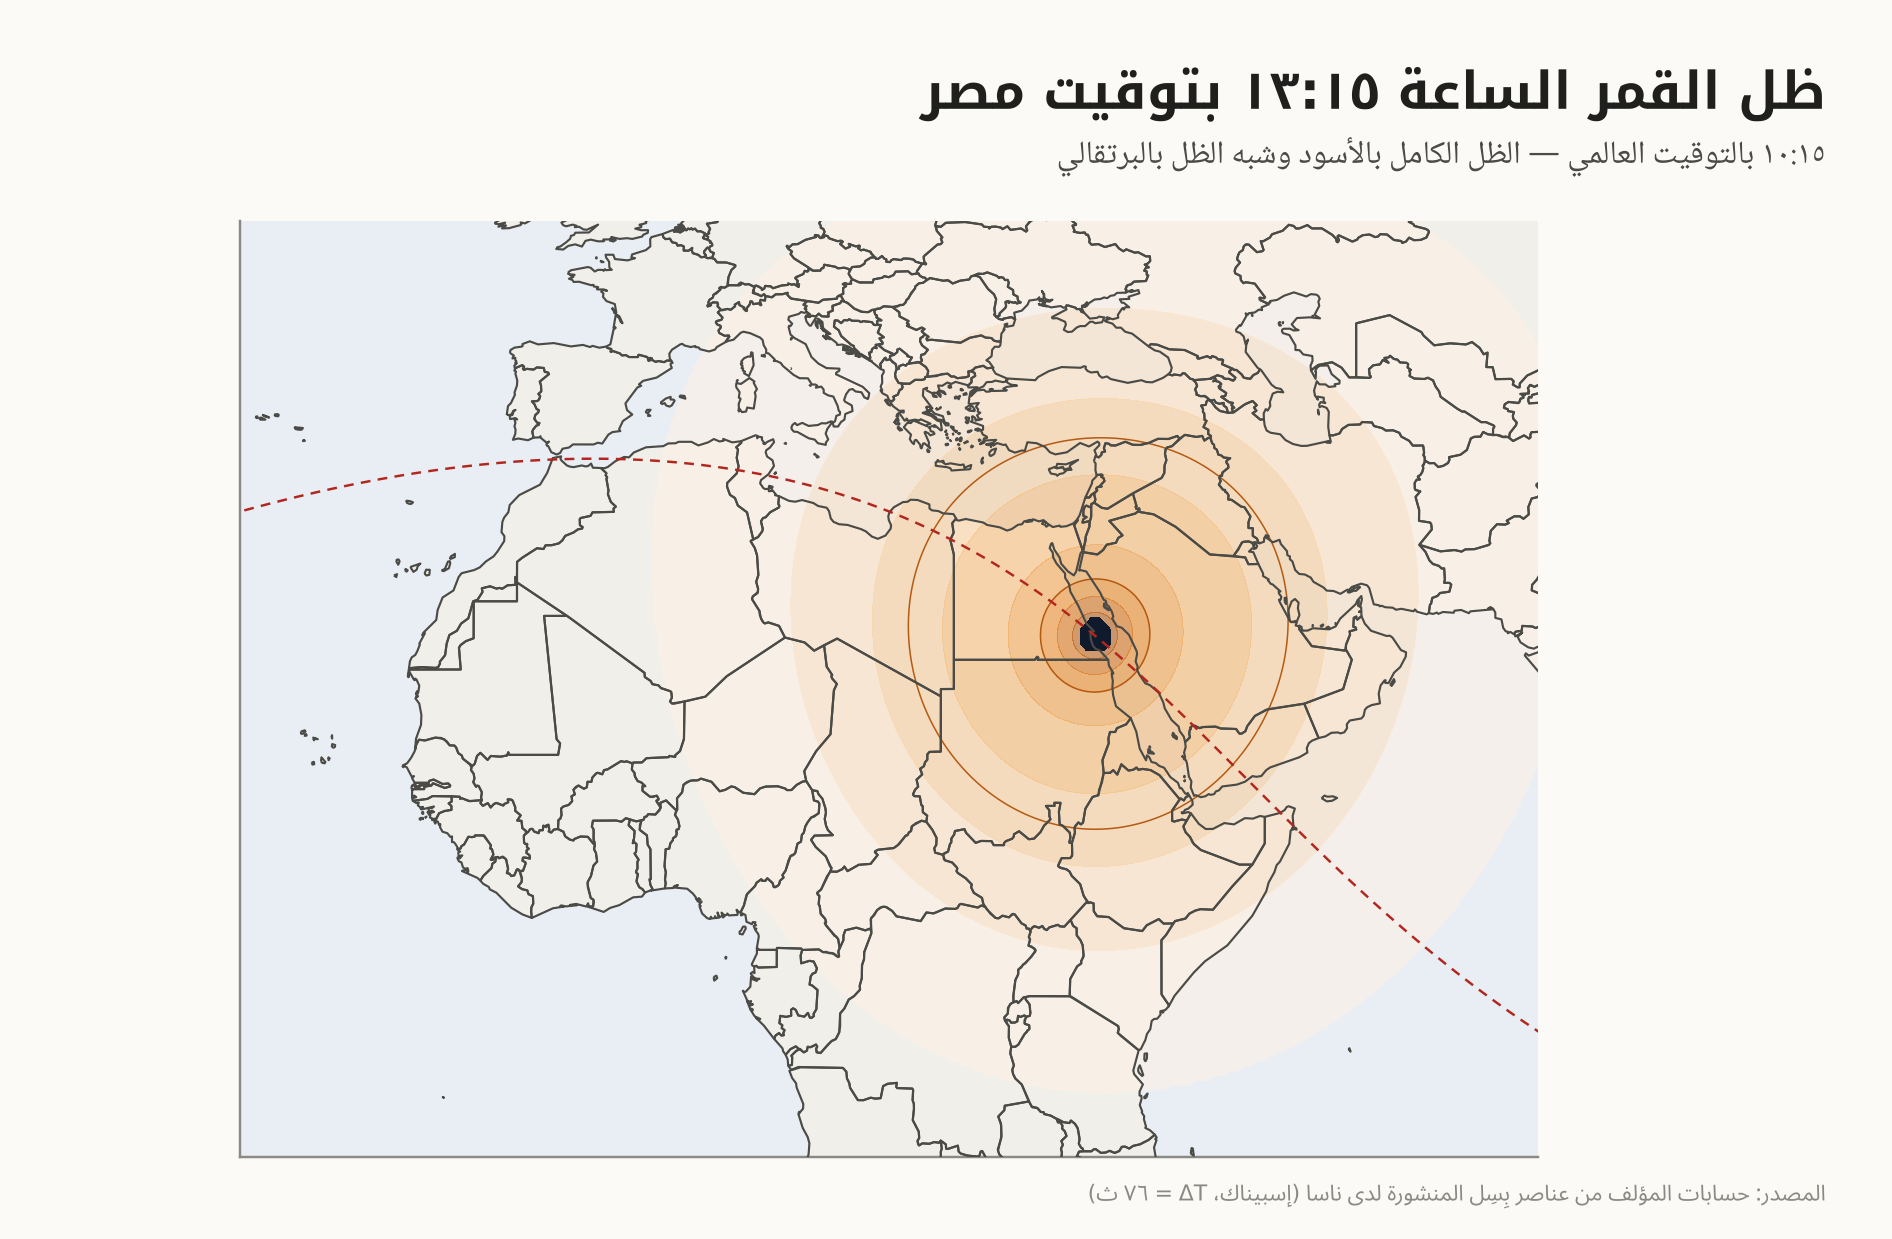 ظل القمر الساعة ١٣:١٥ بتوقيت مصر
١٠:١٥ بالتوقيت العالمي — الظل الكامل بالأسود وشبه الظل بالبرتقالي
المصدر: حسابات المؤلف من عناصر بِسِل المنشورة لدى ناسا (إسبيناك، ΔT = ٧٦ ث)